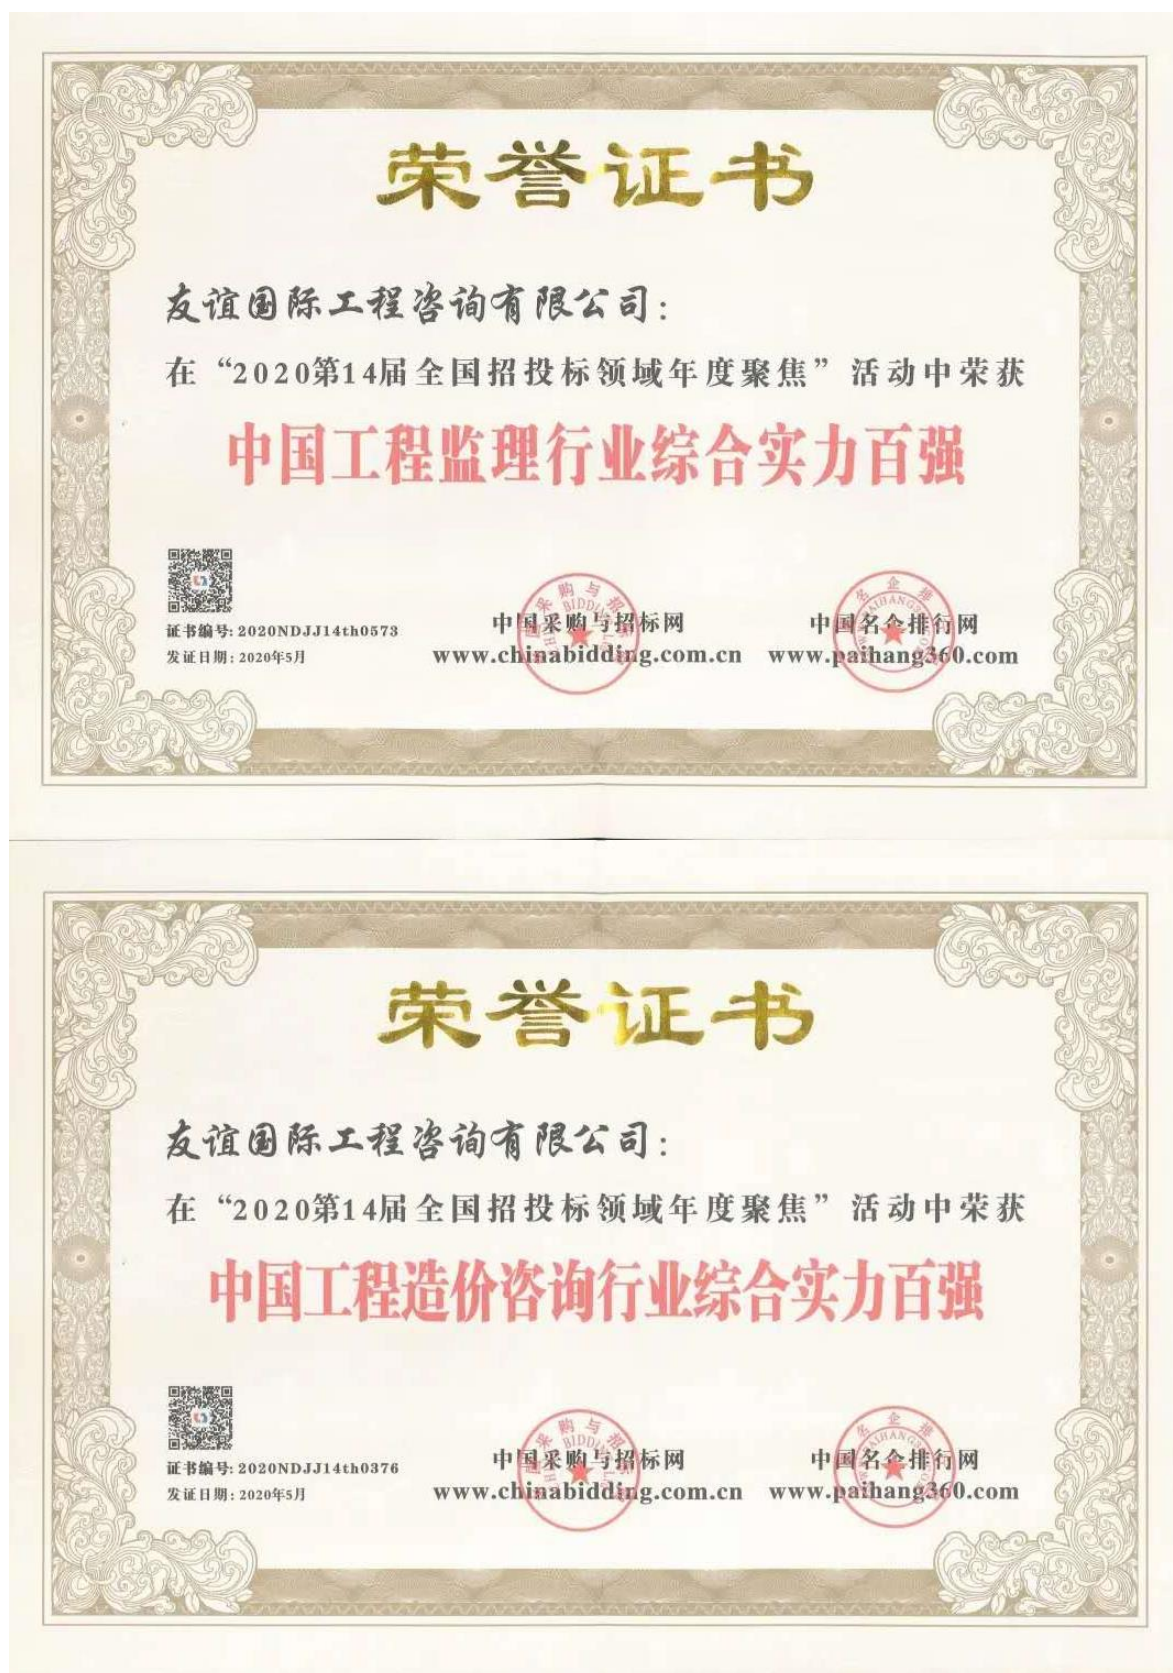 荣誉证书
友谊国际工程咨询有限公司：
在“2020第14届全国招投标领域年度聚焦”活动中荣获
中国工程监理行业综合实力百强
证书编号：2020NDJJ14th0573
发证日期：2020年5月
中国采购与招标网
www.chinabidding.com.cn
中国名企排行网
www.paihang360.com
荣誉证书
友谊国际工程咨询有限公司：
在“2020第14届全国招投标领域年度聚焦”活动中荣获
中国工程造价咨询行业综合实力百强
证书编号：2020NDJJ14th0376
发证日期：2020年5月
中国采购与招标网
www.chinabidding.com.cn
中国名企排行网
www.paihang360.com